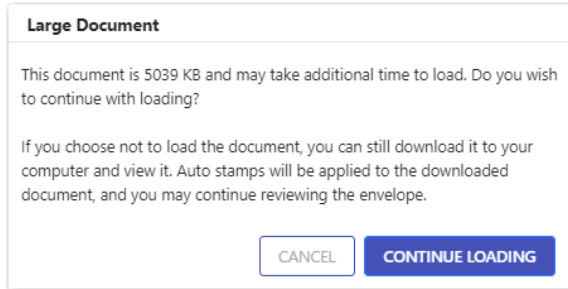 Large Document
This document is 5039 KB and may take additional time to load. Do you wish
to continue with loading?
If you choose not to load the document, you can still download it to your
computer and view it. Auto stamps will be applied to the downloaded
document, and you may continue reviewing the envelope.
CANCEL
CONTINUE LOADING